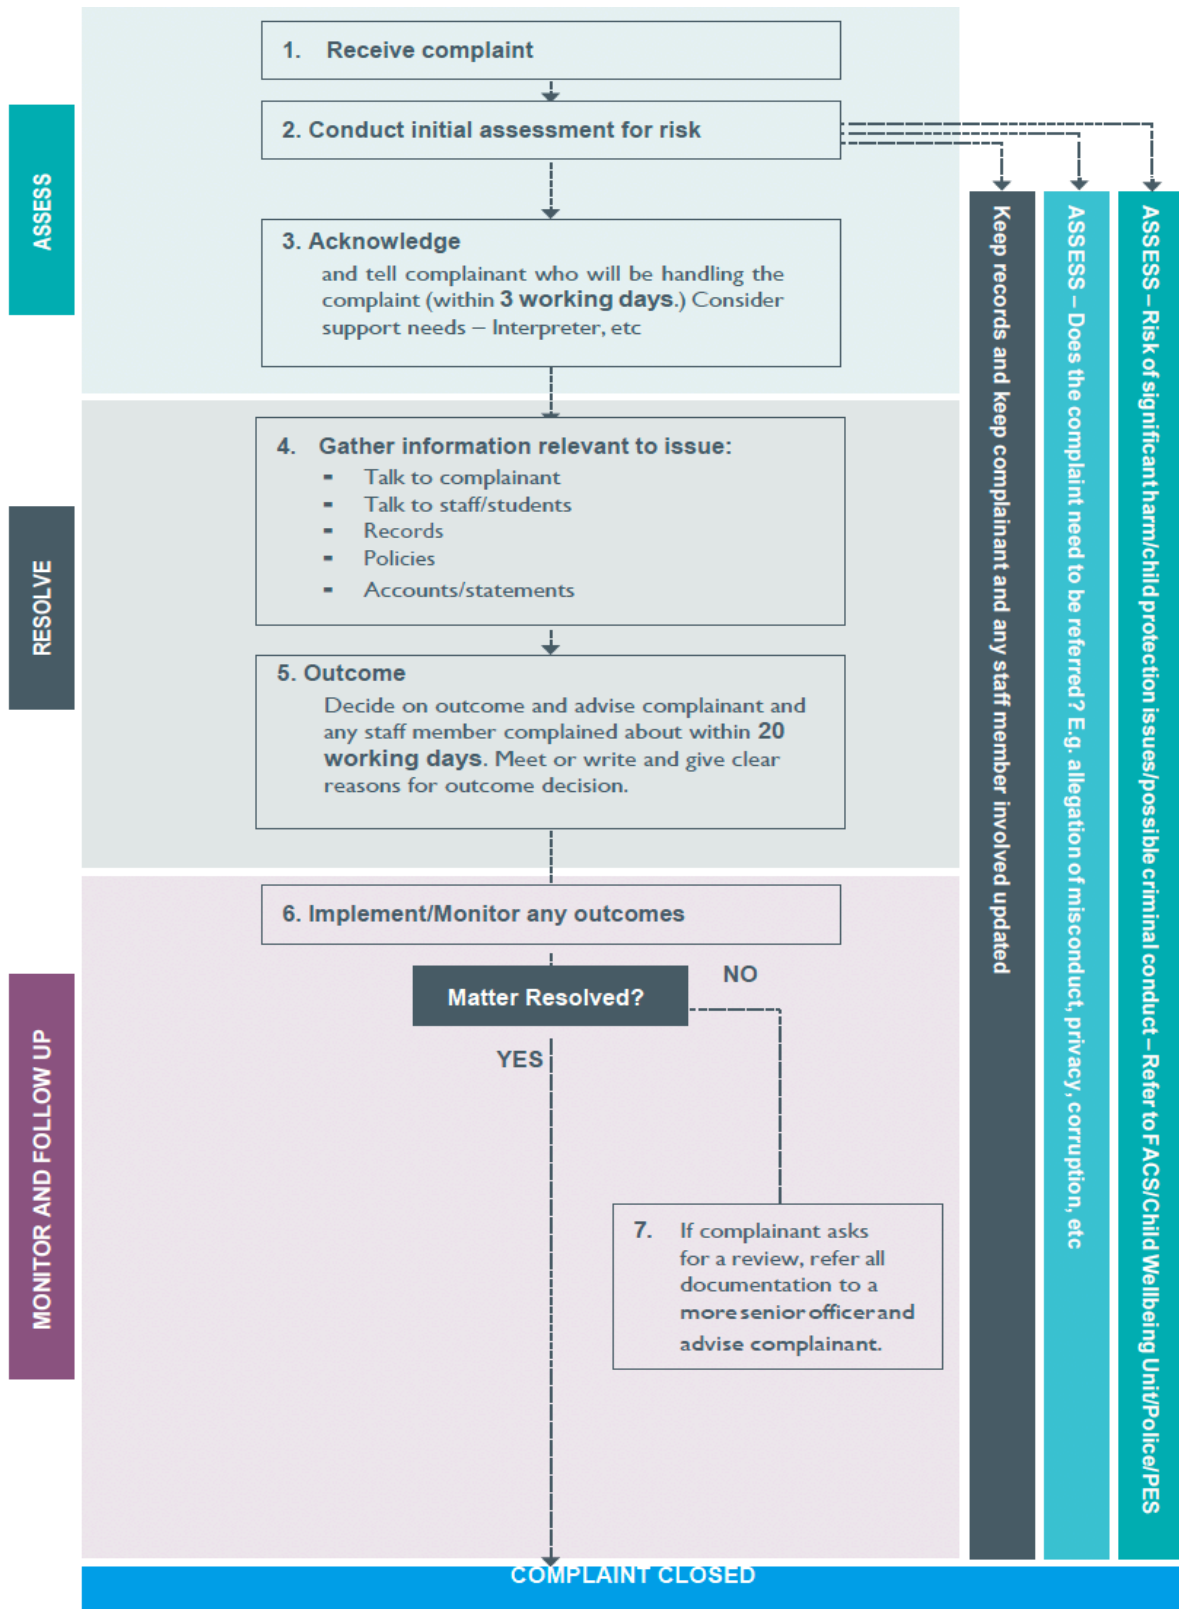 1. Receive complaint
2. Conduct initial assessment for risk
ASSESS
3. Acknowledge
and tell complainant who will be handling the
complaint (within 3 working days.) Consider
support needs – Interpreter, etc
4. Gather information relevant to issue:
- Talk to complainant
- Talk to staff/students
- Records
- Policies
- Accounts/statements
RESOLVE
5. Outcome
Decide on outcome and advise complainant and
any staff member complained about within 20
working days. Meet or write and give clear
reasons for outcome decision.
6. Implement/Monitor any outcomes
Matter Resolved?
NO
YES
MONITOR AND FOLLOW UP
7. If complainant asks
for a review, refer all
documentation to a
more senior officer and
advise complainant.
Keep records and keep complainant and any staff member involved updated
ASSESS – Does the complaint need to be referred? E.g. allegation of misconduct, privacy, corruption, etc
ASSESS – Risk of significant harm/child protection issues/possible criminal conduct – Refer to FACS/Child Wellbeing Unit/Police/PES
COMPLAINT CLOSED